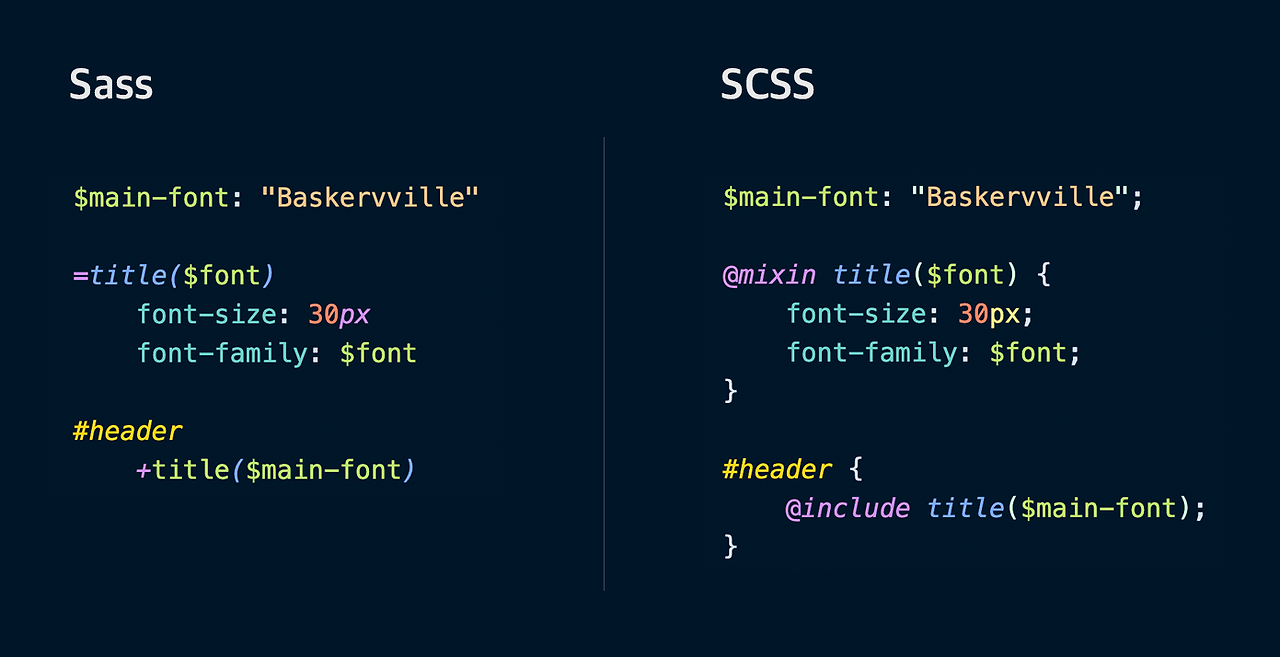 Sass
$main-font: "Baskervville"
=title($font)
    font-size: 30px
    font-family: $font
#header
    +title($main-font)
SCSS
$main-font: "Baskervville";
@mixin title($font) {
    font-size: 30px;
    font-family: $font;
}
#header {
    @include title($main-font);
}